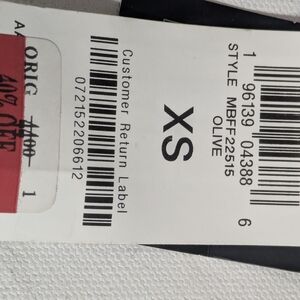 1 96139 04388 6
STYLE MBFF22515
OLIVE
XS
Customer Return Label
072152206612
ORIG
1
40% OFF